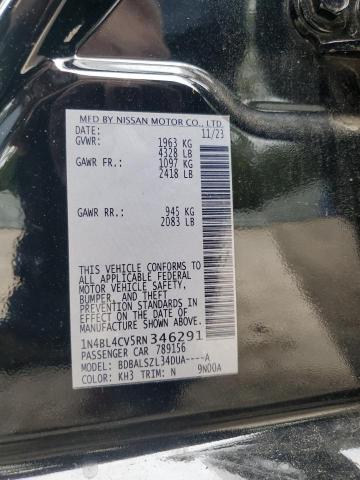 MFD BY NISSAN MOTOR CO., LTD.
DATE: 11/23
GVWR: 1963 KG
4328 LB
GAWR FR.: 1097 KG
2418 LB
GAWR RR.: 945 KG
2083 LB
THIS VEHICLE CONFORMS TO ALL APPLICABLE FEDERAL MOTOR VEHICLE SAFETY, BUMPER, AND THEFT PREVENTION STANDARDS IN EFFECT ON THE DATE OF MANUFACTURE SHOWN ABOVE.
1N4BL4CV5RN346291
PASSENGER CAR 789156
MODEL: BDBALSZL34DUA----A
COLOR: KH3 TRIM: N 9N00A